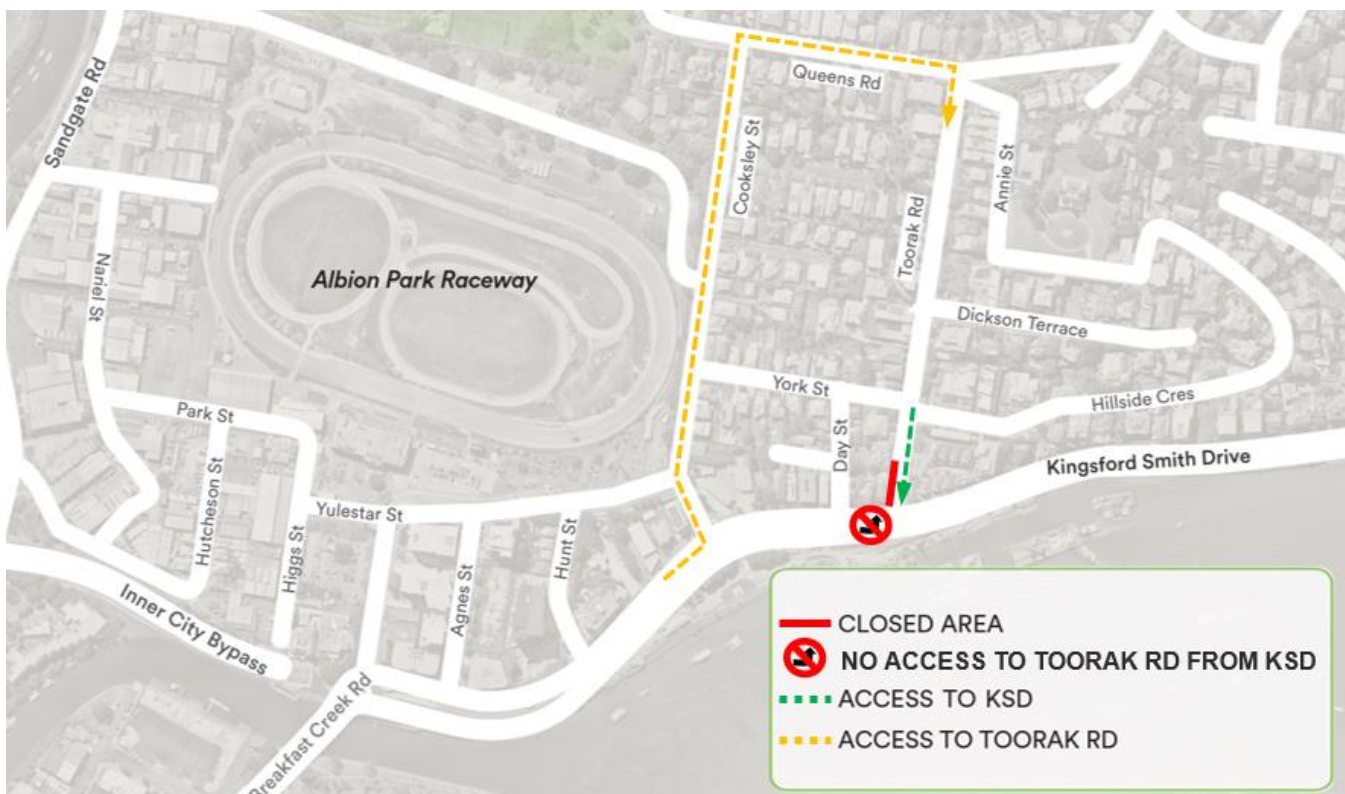 Sandgate Rd
Queens Rd
Cooksley St
Annie St
Toorak Rd
Nariel St
Albion Park Raceway
Dickson Terrace
York St
Hillside Cres
Park St
Day St
Kingsford Smith Drive
Hutcheson St
Higgs St
Yulestar St
Agnes St
Hunt St
Inner City Bypass
Breakfast Creek Rd
CLOSED AREA
NO ACCESS TO TOORAK RD FROM KSD
ACCESS TO KSD
ACCESS TO TOORAK RD